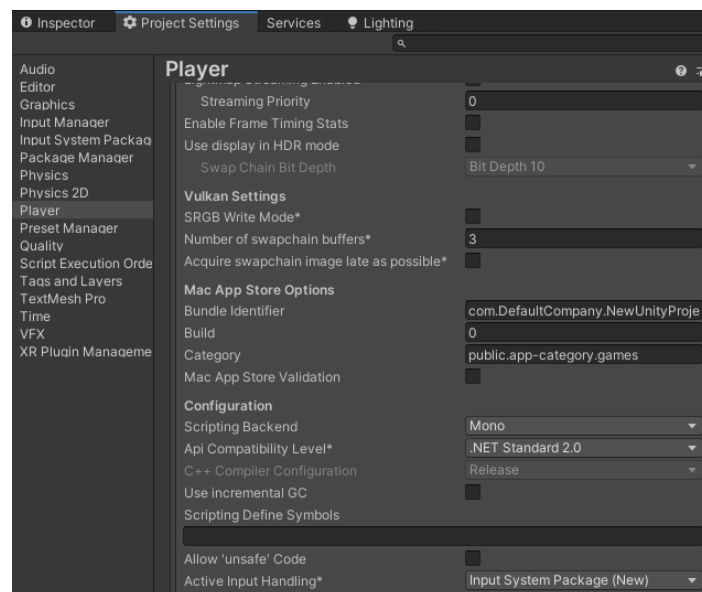 Inspector Project Settings Services Lighting
Audio
Editor
Graphics
Input Manager
Input System Packag
Package Manager
Physics
Physics 2D
Player
Preset Manager
Quality
Script Execution Orde
Tags and Layers
TextMesh Pro
Time
VFX
XR Plugin Manageme
Player
Streaming Priority 0
Enable Frame Timing Stats
Use display in HDR mode
Swap Chain Bit Depth Bit Depth 10
Vulkan Settings
SRGB Write Mode*
Number of swapchain buffers* 3
Acquire swapchain image late as possible*
Mac App Store Options
Bundle Identifier com.DefaultCompany.NewUnityProje
Build 0
Category public.app-category.games
Mac App Store Validation
Configuration
Scripting Backend Mono
Api Compatibility Level* .NET Standard 2.0
C++ Compiler Configuration Release
Use incremental GC
Scripting Define Symbols
Allow 'unsafe' Code
Active Input Handling* Input System Package (New)